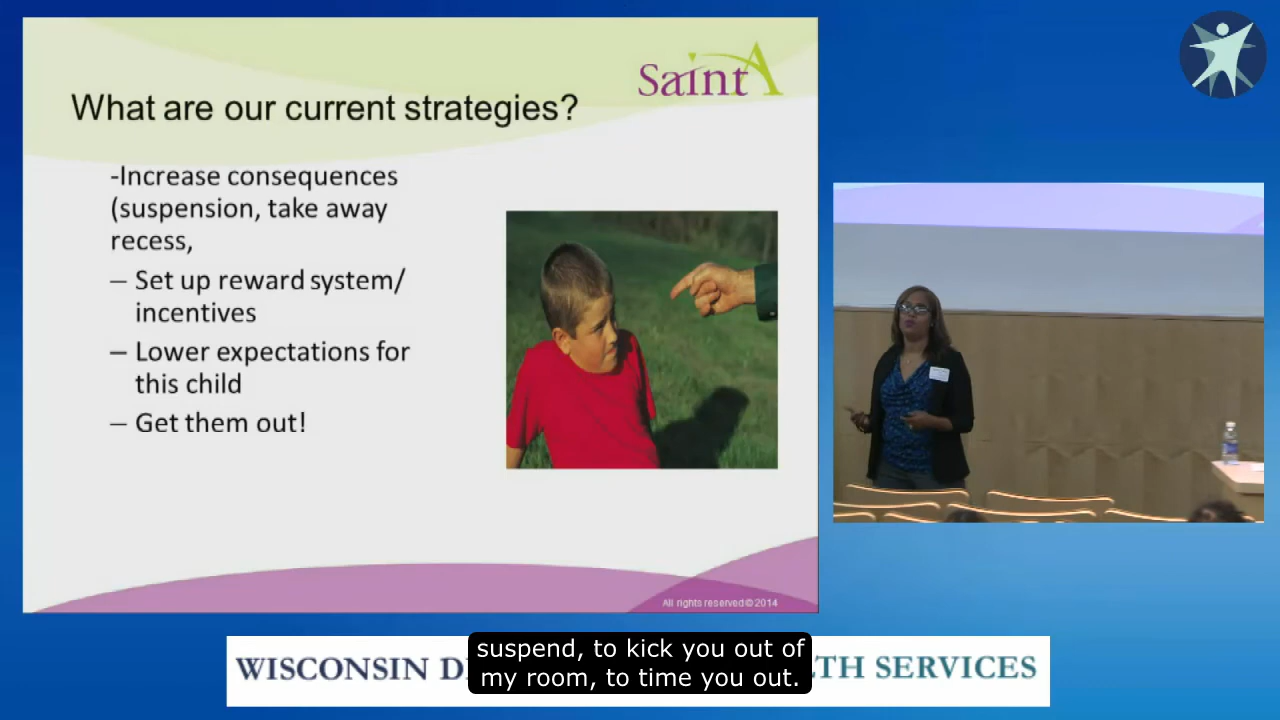 SaintA
What are our current strategies?
-Increase consequences
(suspension, take away
recess,
– Set up reward system/
incentives
– Lower expectations for
this child
– Get them out!
All rights reserved © 2014
WISCONSIN
HEALTH SERVICES
suspend, to kick you out of
my room, to time you out.